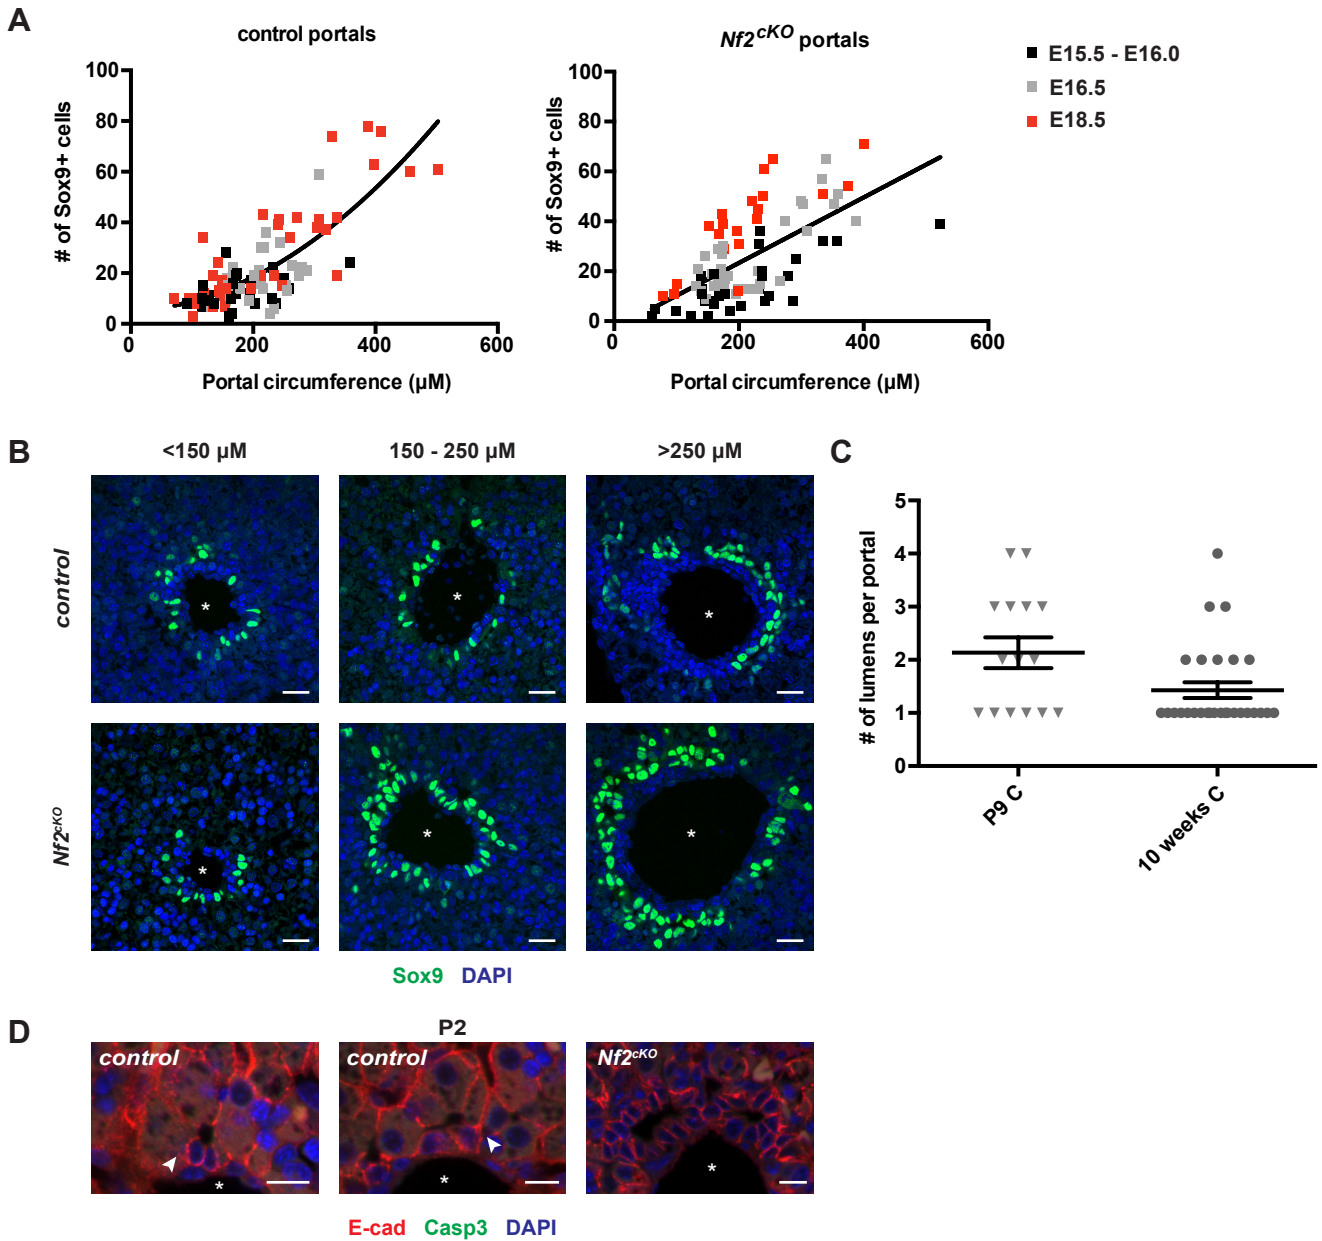 A
control portals
# of Sox9+ cells
100
80
60
40
20
0
0 200 400 600
Portal circumference (µM)
Nf2cKO portals
# of Sox9+ cells
100
80
60
40
20
0
0 200 400 600
Portal circumference (µM)
E15.5 - E16.0
E16.5
E18.5
B
<150 µM 150 - 250 µM >250 µM
control
* * *
Nf2cKO
* * *
Sox9 DAPI
C
# of lumens per portal
5
4
3
2
1
0
P9 C
10 weeks C
D
P2
control control Nf2cKO
* * *
E-cad Casp3 DAPI